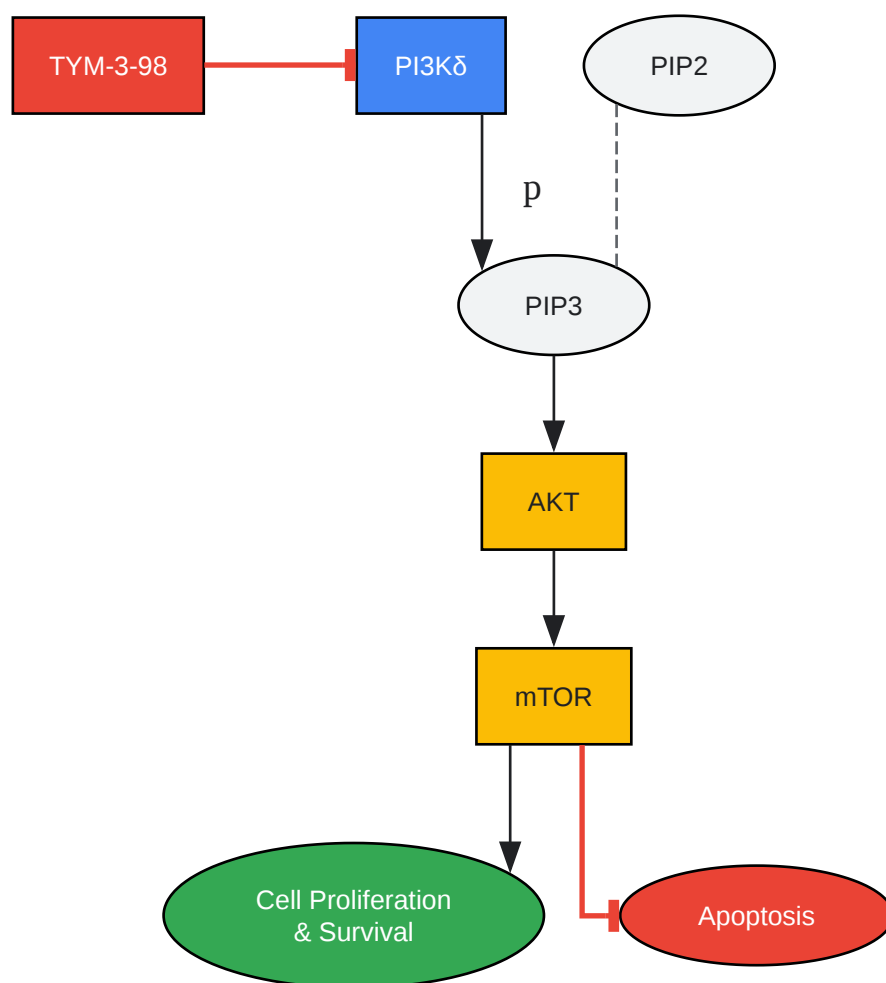 TYM-3-98
PI3Kδ
PIP2
p
PIP3
AKT
mTOR
Cell Proliferation
& Survival
Apoptosis